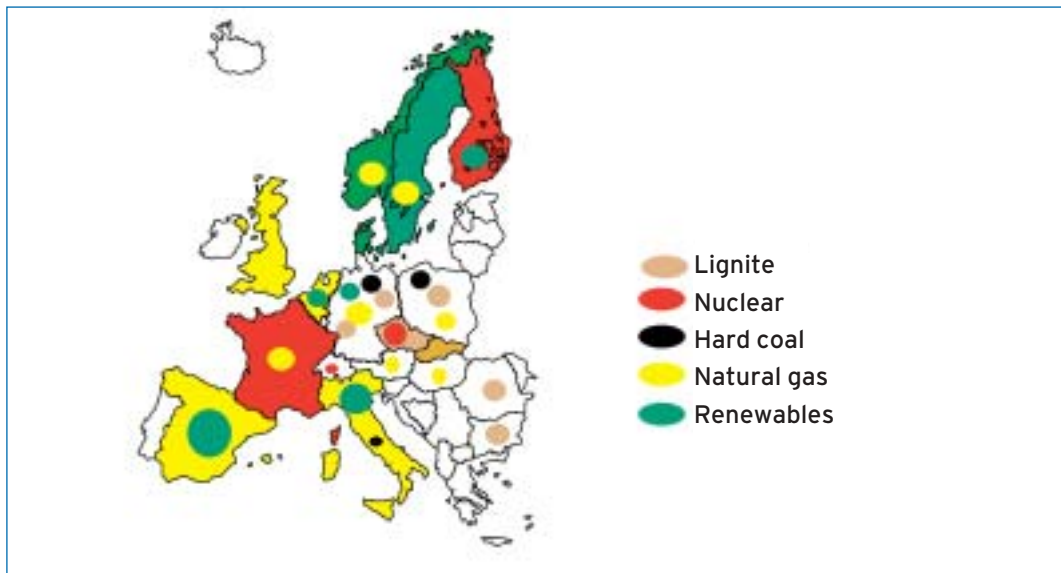 Lignite
Nuclear
Hard coal
Natural gas
Renewables